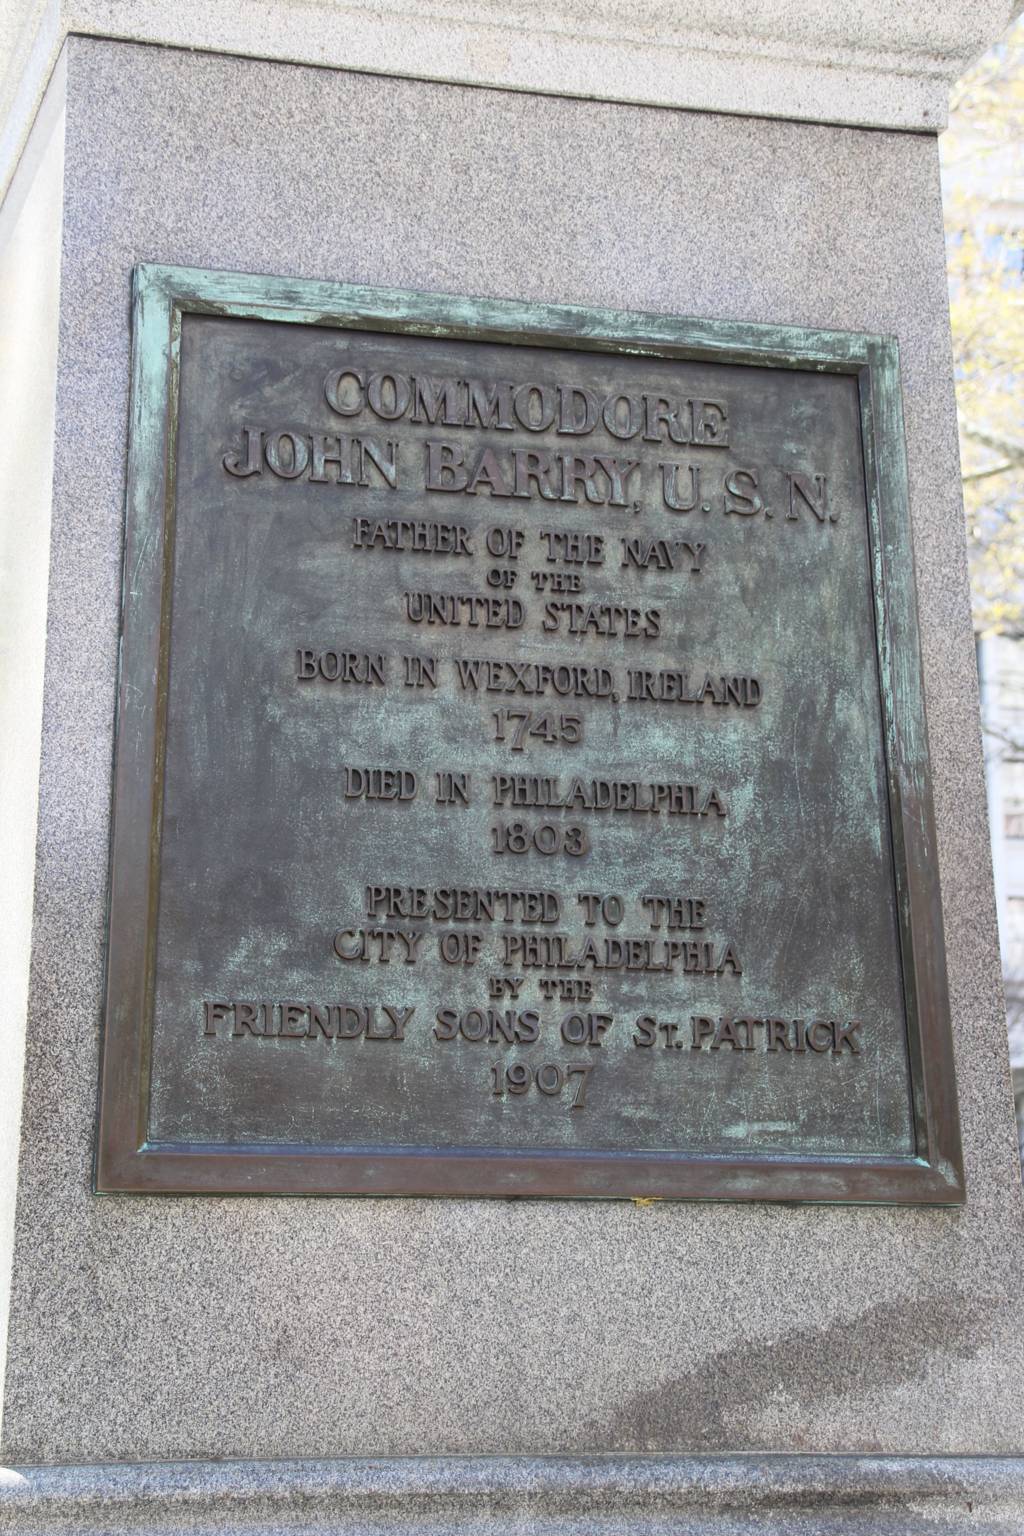 COMMODORE
JOHN BARRY, U.S.N.
FATHER OF THE NAVY
OF THE
UNITED STATES
BORN IN WEXFORD, IRELAND
1745
DIED IN PHILADELPHIA
1803
PRESENTED TO THE
CITY OF PHILADELPHIA
BY THE
FRIENDLY SONS OF ST. PATRICK
1907